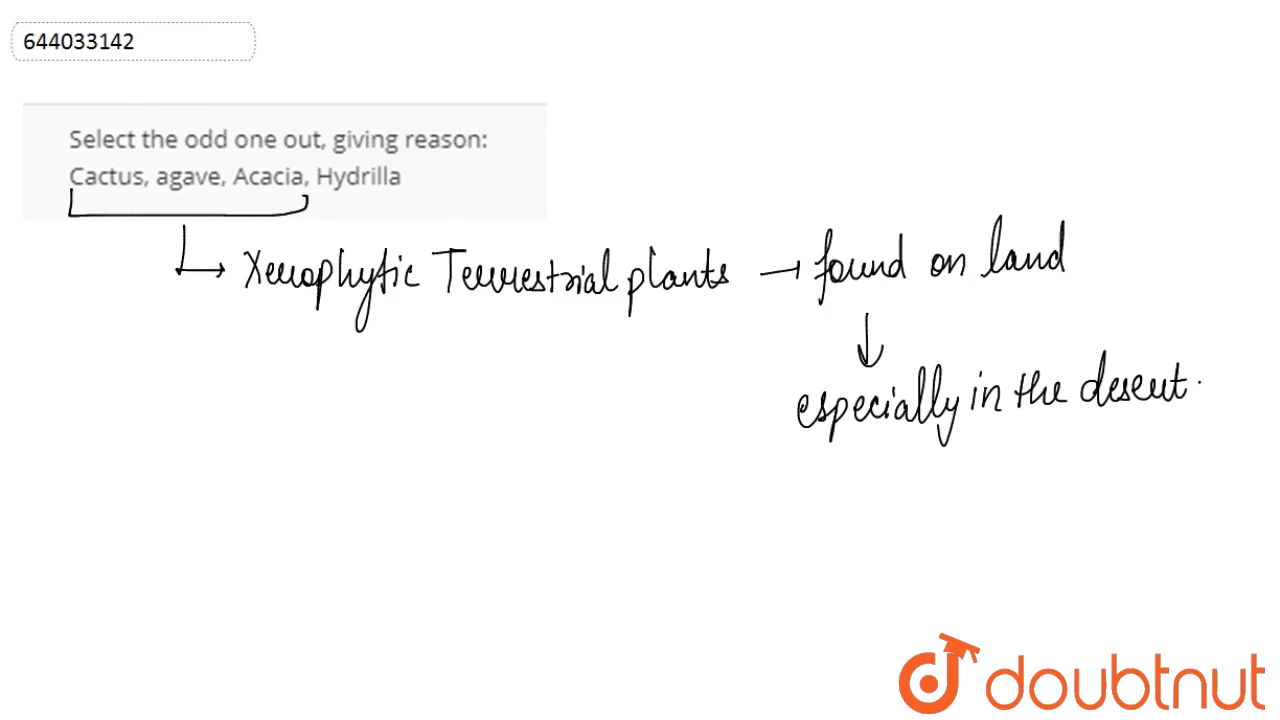 644033142
Select the odd one out, giving reason:
Cactus, agave, Acacia, Hydrilla
Xerophytic Terrestrial plants → found on land
↓
especially in the desert.
doubtnut